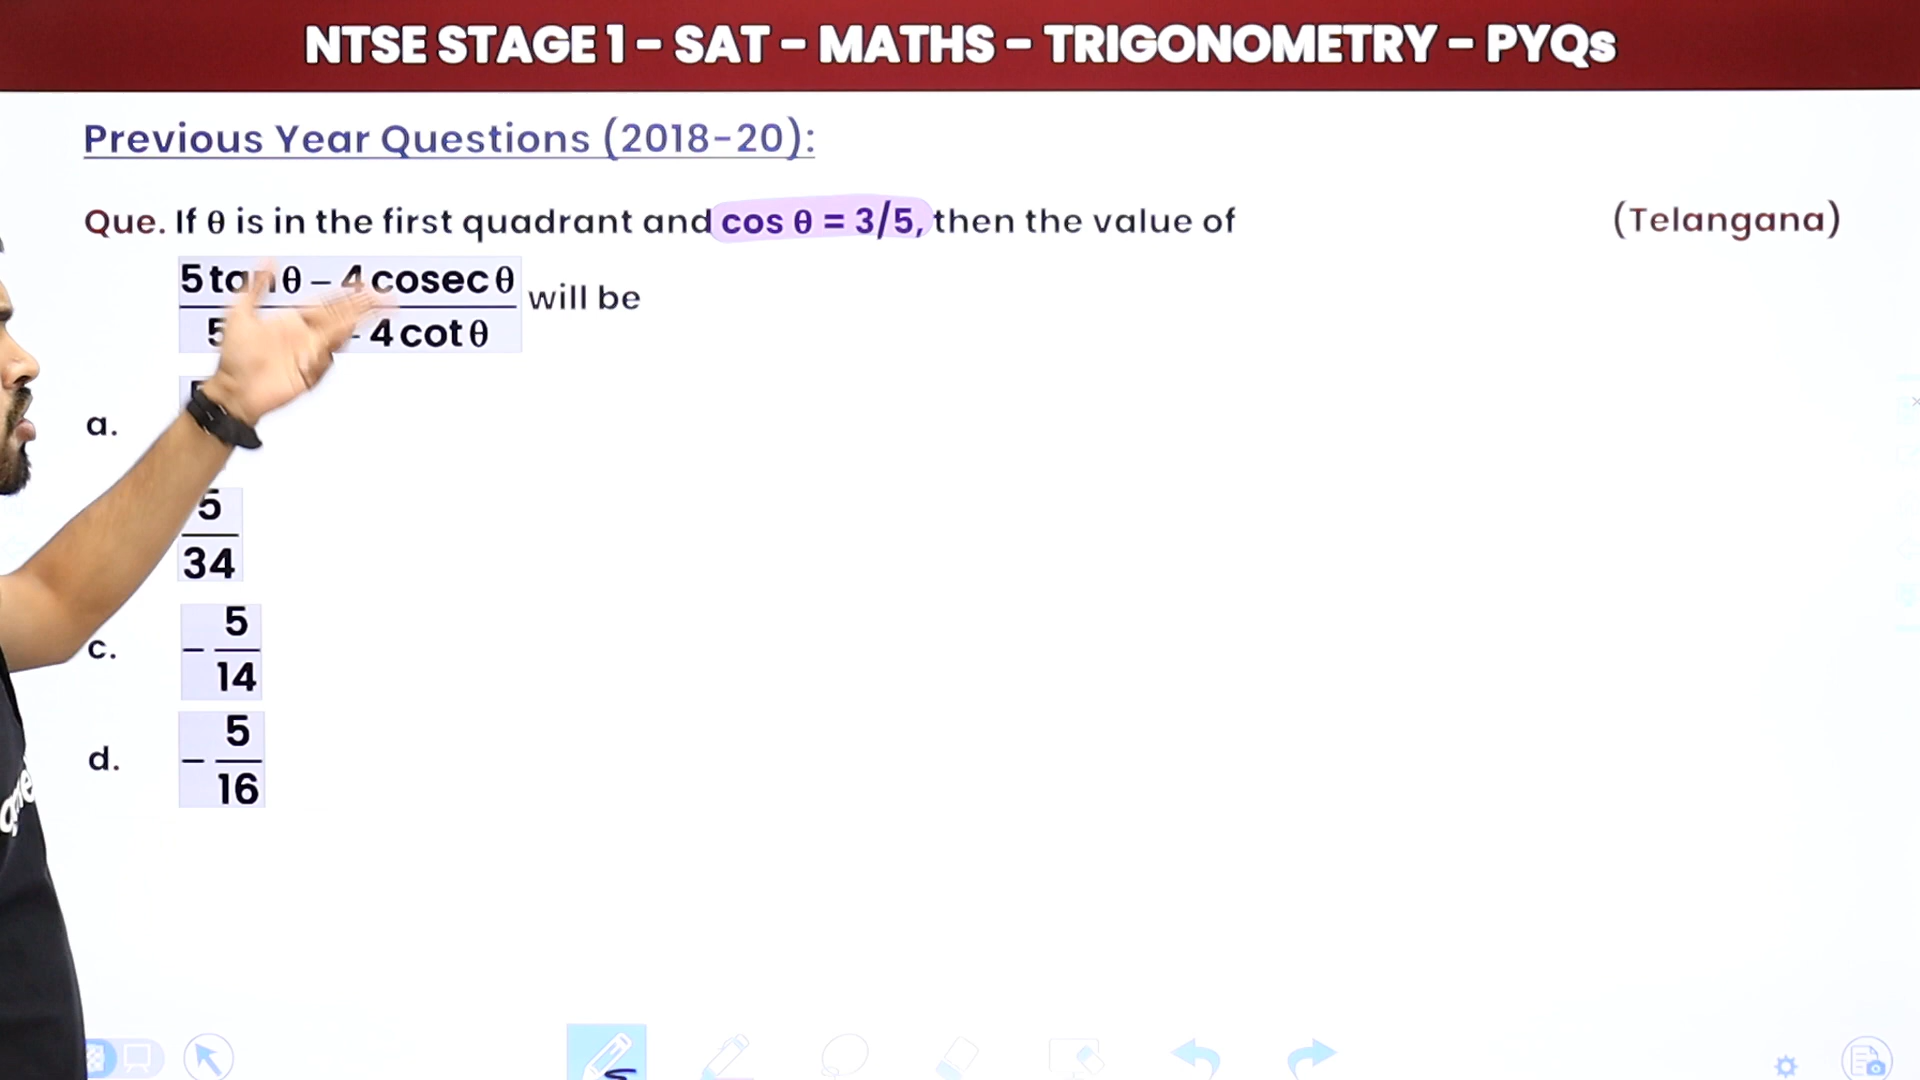 NTSE STAGE 1 – SAT – MATHS – TRIGONOMETRY – PYQs
Previous Year Questions (2018-20):
Que. If θ is in the first quadrant and cos θ = 3/5, then the value of (Telangana)
4 cosec θ
will be
5 - 4 cot θ
a.
5
34
c. - 5
14
d. - 5
16